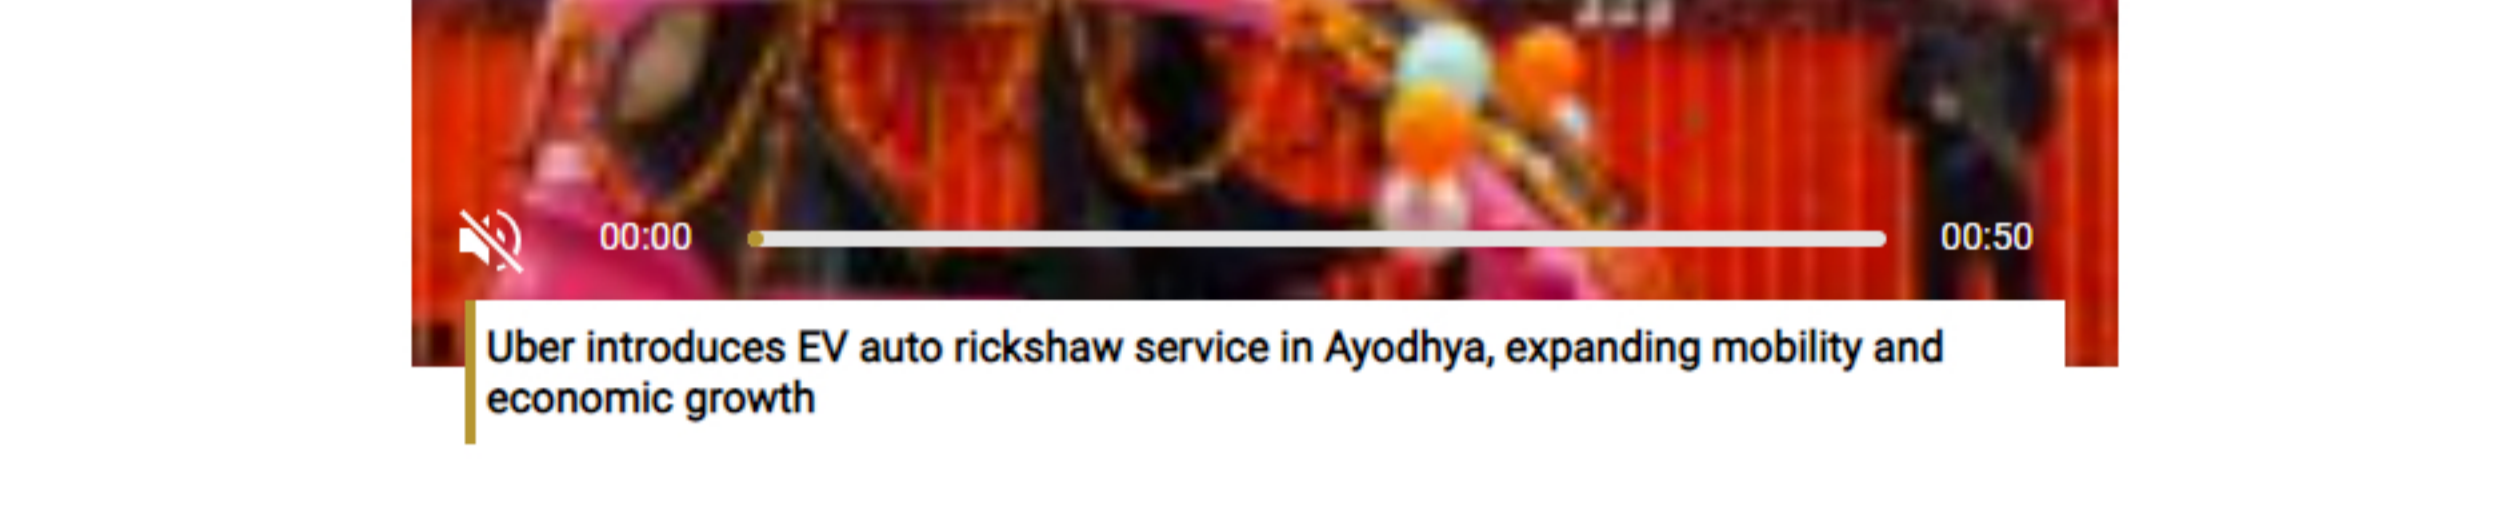 00:00
00:50
Uber introduces EV auto rickshaw service in Ayodhya, expanding mobility and
economic growth